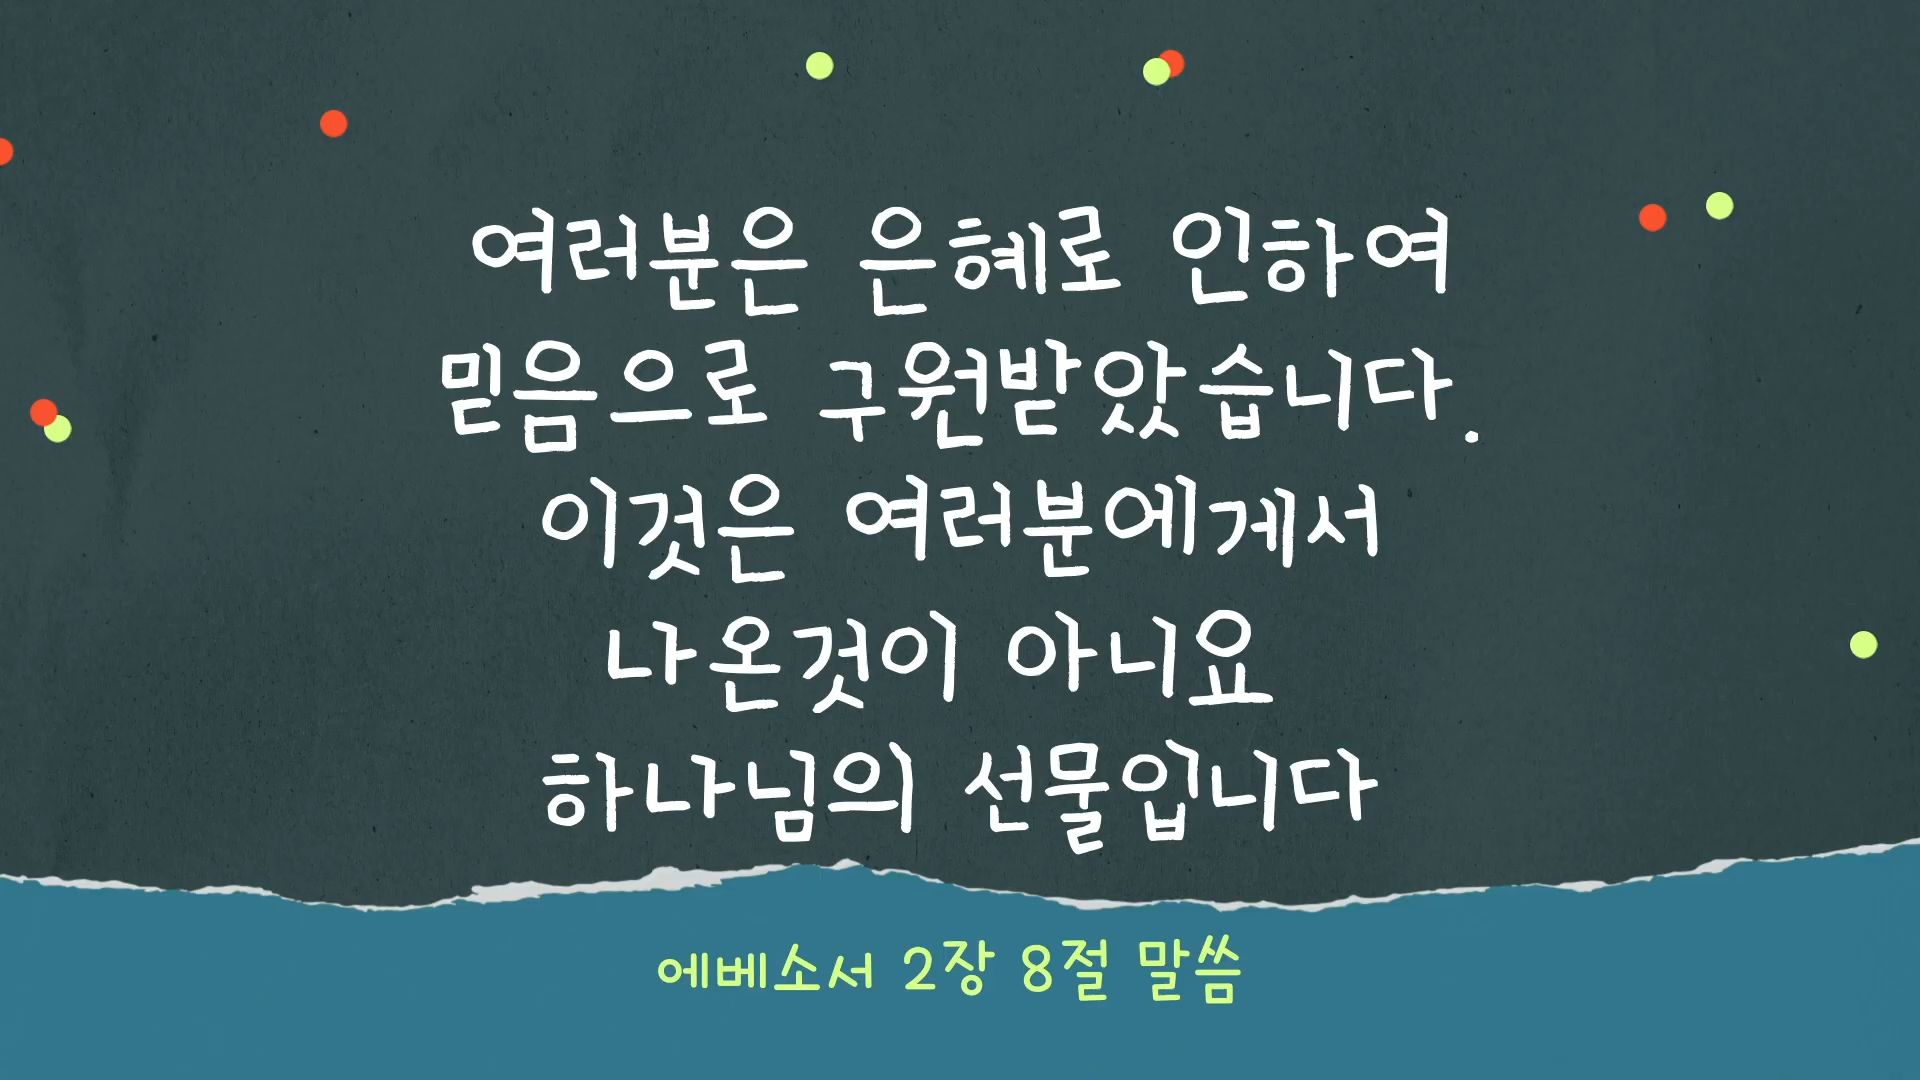 여러분은 은혜로 인하여
믿음으로 구원받았습니다.
이것은 여러분에게서
나온것이 아니요
하나님의 선물입니다
에베소서 2장 8절 말씀